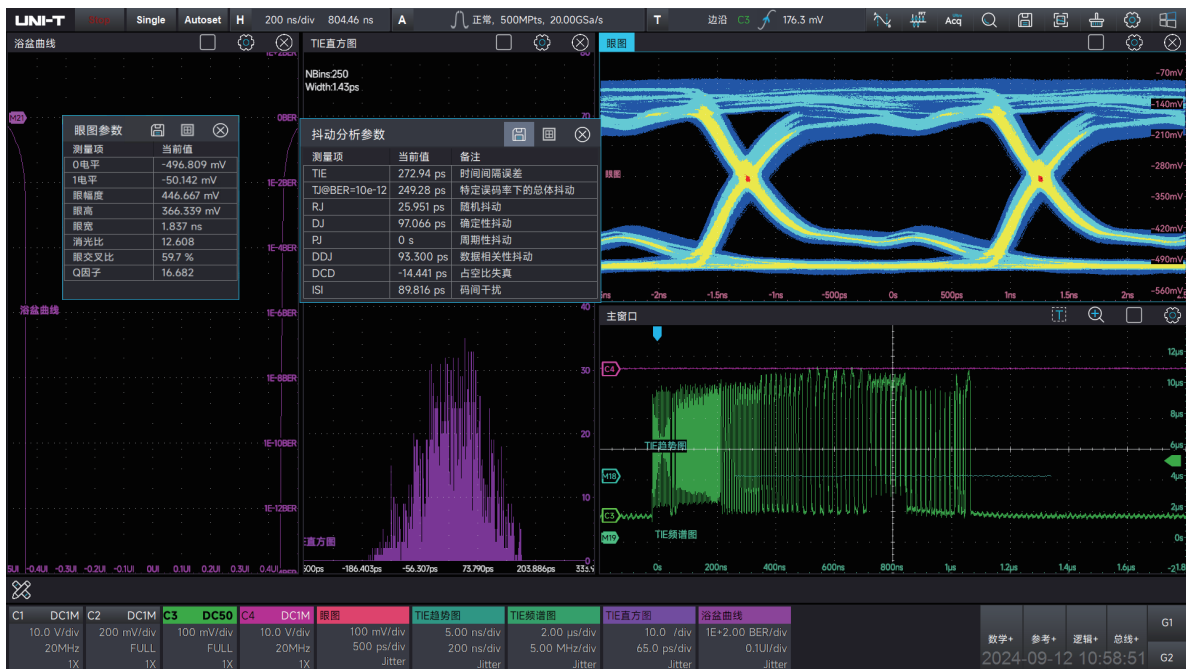 UNI-T Stop Single Autoset H 200 ns/div 804.46 ns A 正常, 500MPts, 20.00GSa/s T 边沿 C3 176.3 mV Acq
浴盆曲线
1E+2BER
M21
0BER
1E-2BER
1E-4BER
浴盆曲线
1E-6BER
1E-8BER
1E-10BER
1E-12BER
-0.4UI -0.3UI -0.2UI -0.1UI 0UI 0.1UI 0.2UI 0.3UI 0.4UI
眼图参数
测量项 当前值
0电平 -496.809 mV
1电平 -50.142 mV
眼幅度 446.667 mV
眼高 366.339 mV
眼宽 1.837 ns
消光比 12.608
眼交叉比 59.7 %
Q因子 16.682
TIE直方图
NBins:250
Width:1.43ps
80
70
抖动分析参数
测量项 当前值 备注
TIE 272.94 ps 时间间隔误差
TJ@BER=10e-12 249.28 ps 特定误码率下的总体抖动
RJ 25.951 ps 随机抖动
DJ 97.066 ps 确定性抖动
PJ 0 s 周期性抖动
DDJ 93.300 ps 数据相关性抖动
DCD -14.441 ps 占空比失真
ISI 89.816 ps 码间干扰
40
30
20
10
0
直方图
-186.403ps -56.307ps 73.790ps 203.886ps
眼图
-70mV
-140mV
-210mV
眼图
-280mV
-350mV
-420mV
-490mV
-560mV
-2ns -1.5ns -1ns -500ps 0s 500ps 1ns 1.5ns 2ns
主窗口 T
12μs
C4
10μs
8μs
TIE趋势图
6μs
M18
4μs
C3
2μs
M19
TIE频谱图
0s
0s 200ns 400ns 600ns 800ns 1μs 1.2μs 1.4μs 1.6μs -21.8
C1 DC1M C2 DC1M C3 DC50 C4 DC1M 眼图 TIE趋势图 TIE频谱图 TIE直方图 浴盆曲线
10.0 V/div 200 mV/div 100 mV/div 10.0 V/div 100 mV/div 5.00 ns/div 2.00 μs/div 10.0 /div 1E+2.00 BER/div
20MHz FULL FULL 20MHz 500 ps/div 200 ns/div 5.00 MHz/div 65.0 ps/div 0.1UI/div
1X 1X 1X 1X Jitter Jitter Jitter Jitter Jitter
数学+ 参考+ 逻辑+ 总线+ G1
2024-09-12 10:58:51 G2